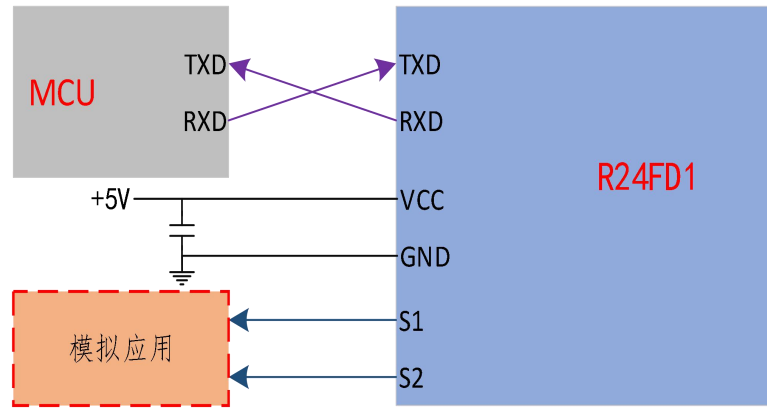 TXD
TXD
MCU
RXD
RXD
R24FD1
+5V
VCC
GND
S1
模拟应用
S2